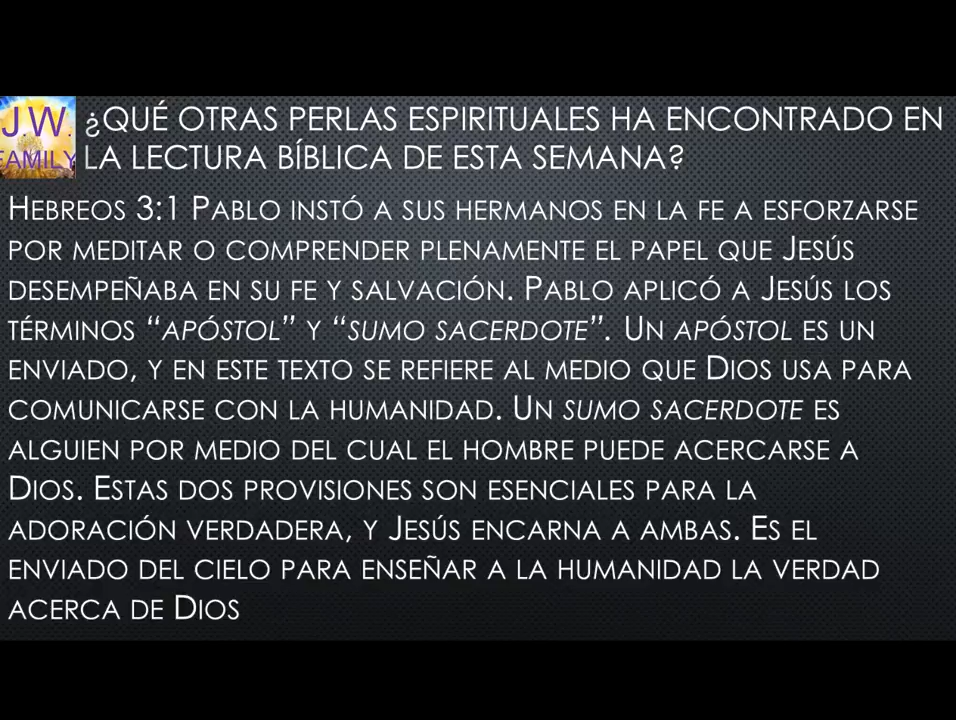 J.W.
FAMILY
¿QUÉ OTRAS PERLAS ESPIRITUALES HA ENCONTRADO EN
LA LECTURA BÍBLICA DE ESTA SEMANA?
HEBREOS 3:1 PABLO INSTÓ A SUS HERMANOS EN LA FE A ESFORZARSE
POR MEDITAR O COMPRENDER PLENAMENTE EL PAPEL QUE JESÚS
DESEMPEÑABA EN SU FE Y SALVACIÓN. PABLO APLICÓ A JESÚS LOS
TÉRMINOS “APÓSTOL” Y “SUMO SACERDOTE”. UN APÓSTOL ES UN
ENVIADO, Y EN ESTE TEXTO SE REFIERE AL MEDIO QUE DIOS USA PARA
COMUNICARSE CON LA HUMANIDAD. UN SUMO SACERDOTE ES
ALGUIEN POR MEDIO DEL CUAL EL HOMBRE PUEDE ACERCARSE A
DIOS. ESTAS DOS PROVISIONES SON ESENCIALES PARA LA
ADORACIÓN VERDADERA, Y JESÚS ENCARNA A AMBAS. ES EL
ENVIADO DEL CIELO PARA ENSEÑAR A LA HUMANIDAD LA VERDAD
ACERCA DE DIOS